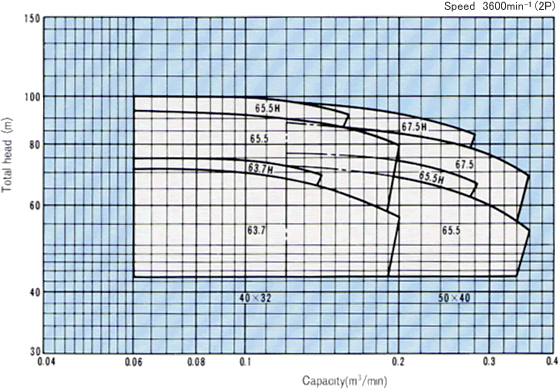 Speed 3600min⁻¹ (2P)
150
100
80
60
40
30
Total head (m)
65.5H
67.5H
65.5
67.5
63.7H
65.5H
63.7
65.5
40×32
50×40
0.04
0.06
0.08
0.1
0.2
0.3
0.4
Capacity(m³/min)